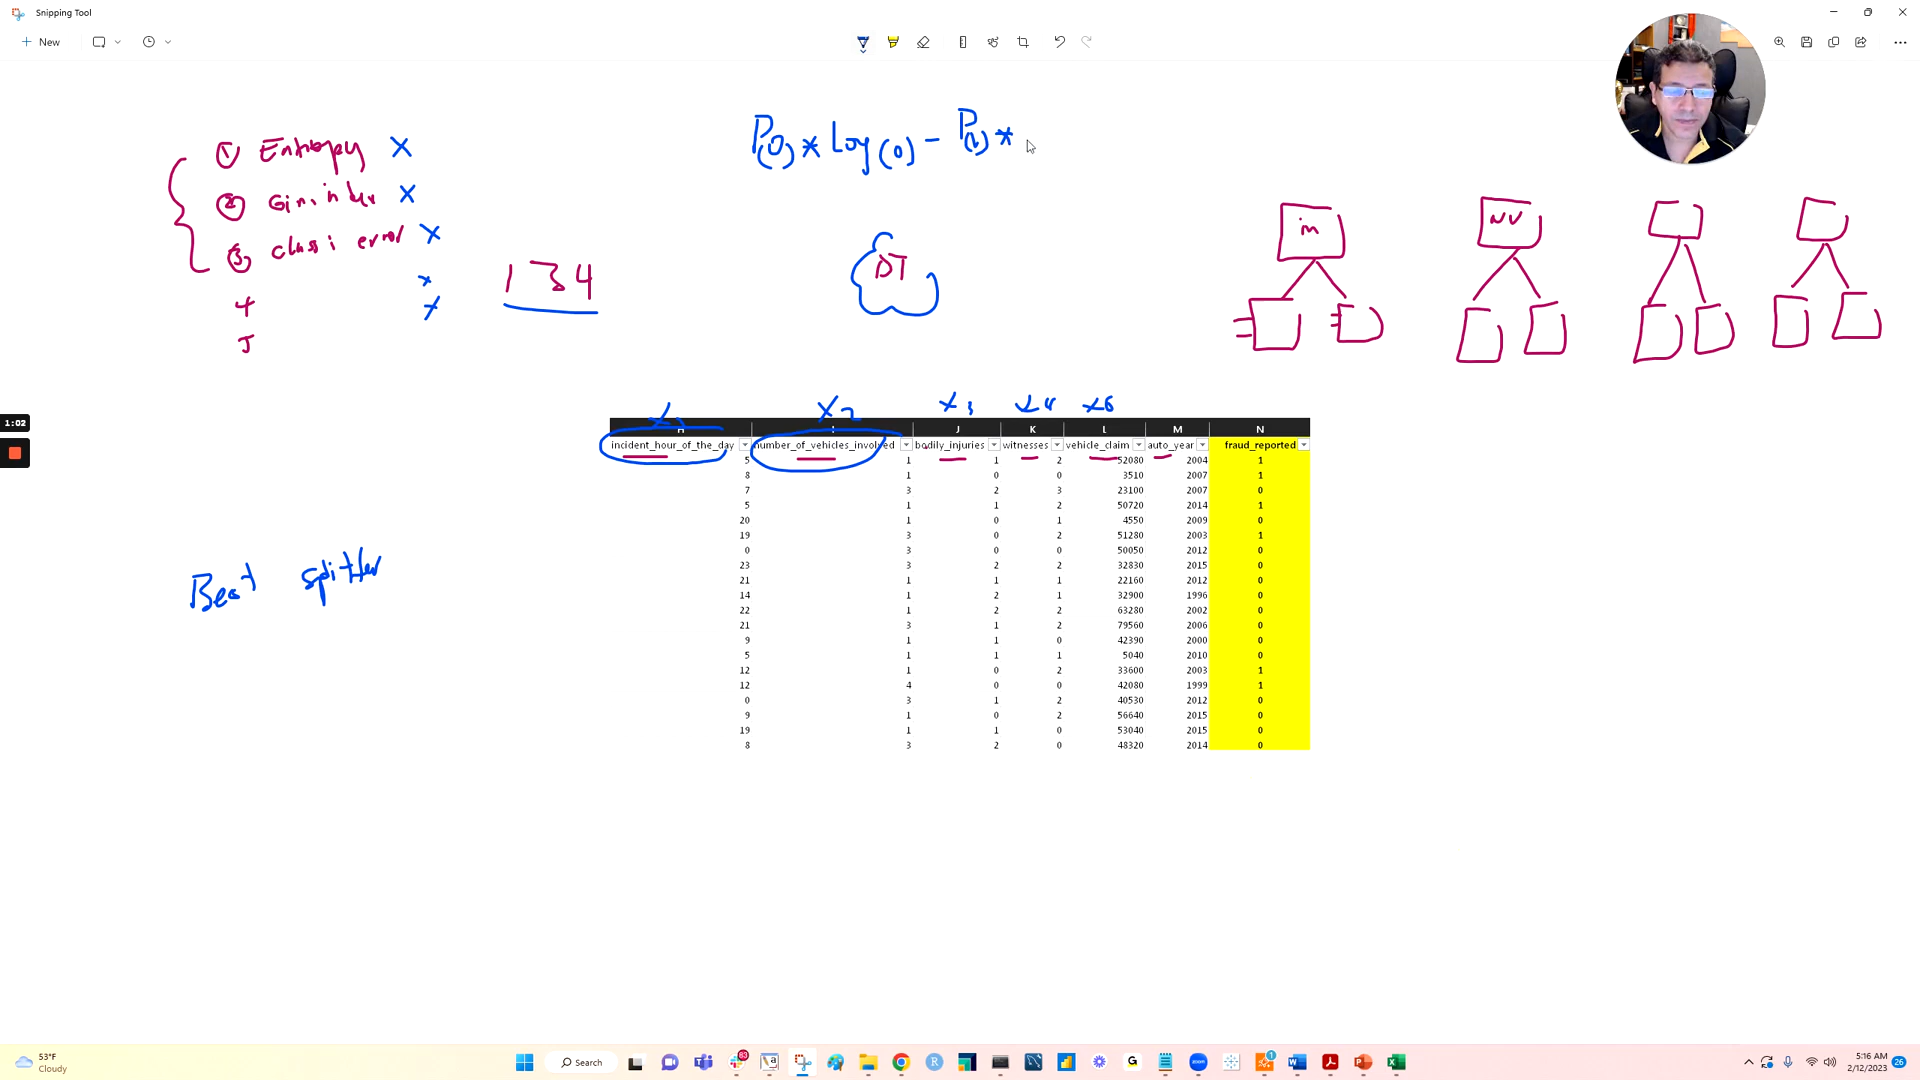 Snipping Tool
New
① Entropy X
② Gini index X
③ classi error X
4 X
5 X
1 3 4
P(0) * Log(0) - P(1) *
DT
in
NV
1:02
X1 X2 X3 X4 X6
H I J K L M N
incident_hour_of_the_day number_of_vehicles_involved bodily_injuries witnesses vehicle_claim auto_year fraud_reported
5 1 1 2 52080 2004 1
8 1 0 0 3510 2007 1
7 3 2 3 23100 2007 0
5 1 1 2 50720 2014 1
20 1 0 1 4550 2009 0
19 3 0 2 51280 2003 1
0 3 0 0 50050 2012 0
23 3 2 2 32830 2015 0
21 1 1 1 22160 2012 0
14 1 2 1 32900 1996 0
22 1 2 2 63280 2002 0
21 3 1 2 79560 2006 0
9 1 1 0 42390 2000 0
5 1 1 1 5040 2010 0
12 1 0 2 33600 2003 1
12 4 0 0 42080 1999 1
0 3 1 2 40530 2012 0
9 1 0 2 56640 2015 0
19 1 1 0 53040 2015 0
8 3 2 0 48320 2014 0
Best splitter
53°F
Cloudy
Search
83
zoom
1
5:16 AM
2/12/2023
26